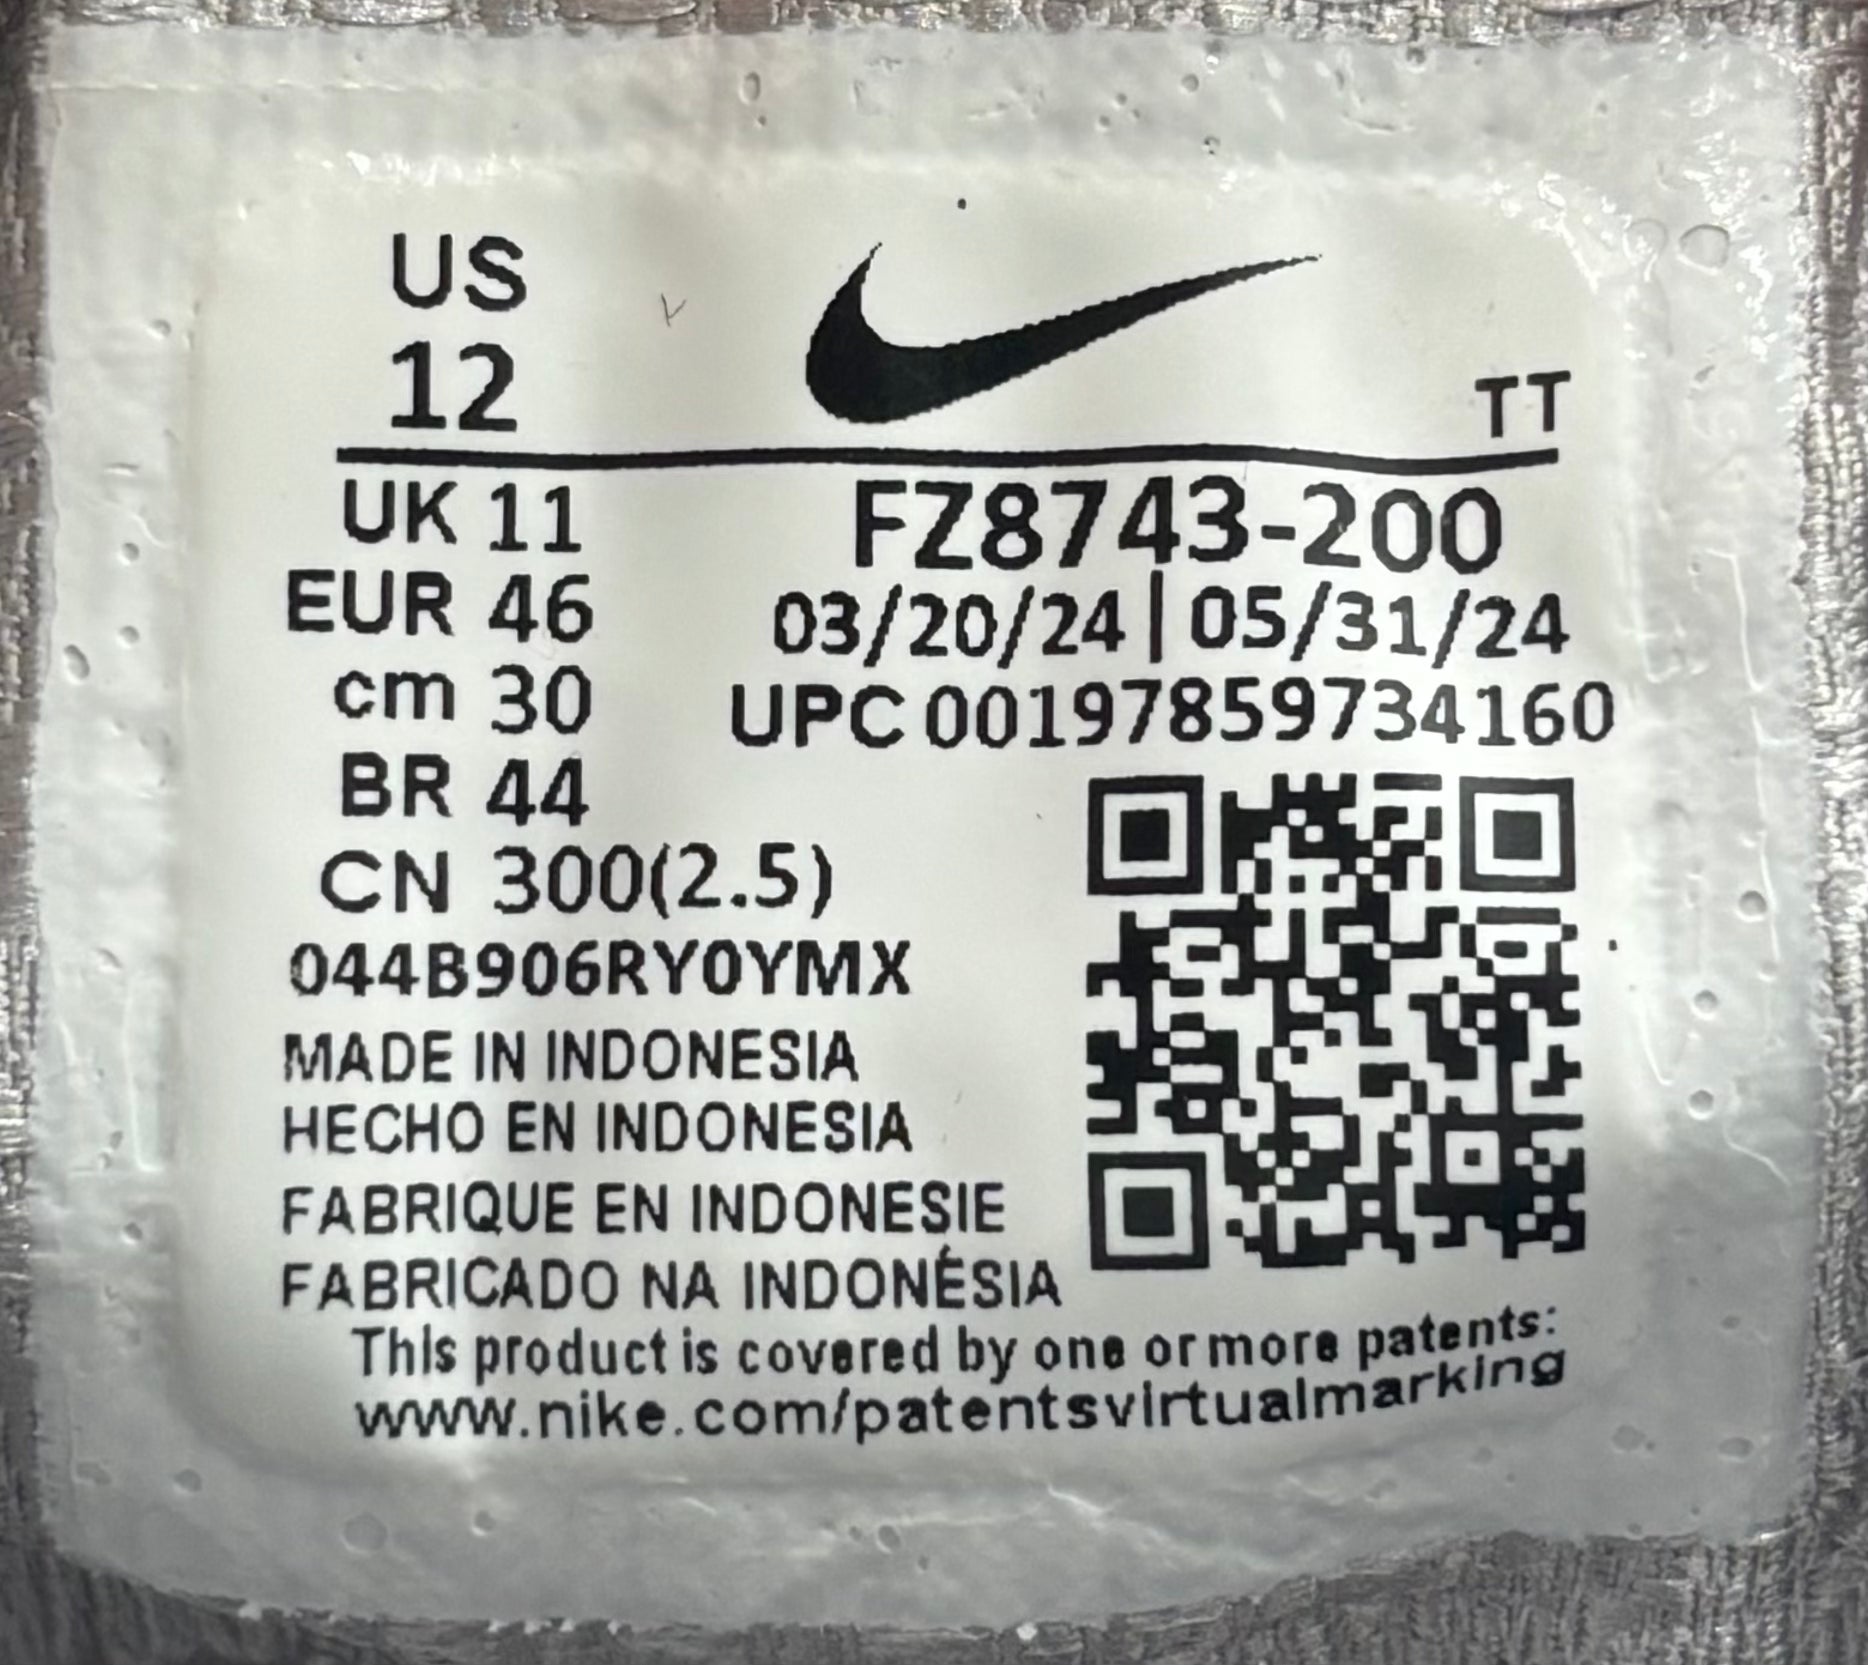 US
12
TT
UK 11
EUR 46
cm 30
BR 44
CN 300(2.5)
FZ8743-200
03/20/24|05/31/24
UPC 00197859734160
044B906RY0YMX
MADE IN INDONESIA
HECHO EN INDONESIA
FABRIQUE EN INDONESIE
FABRICADO NA INDONÉSIA
This product is covered by one or more patents:
www.nike.com/patentsvirtualmarking